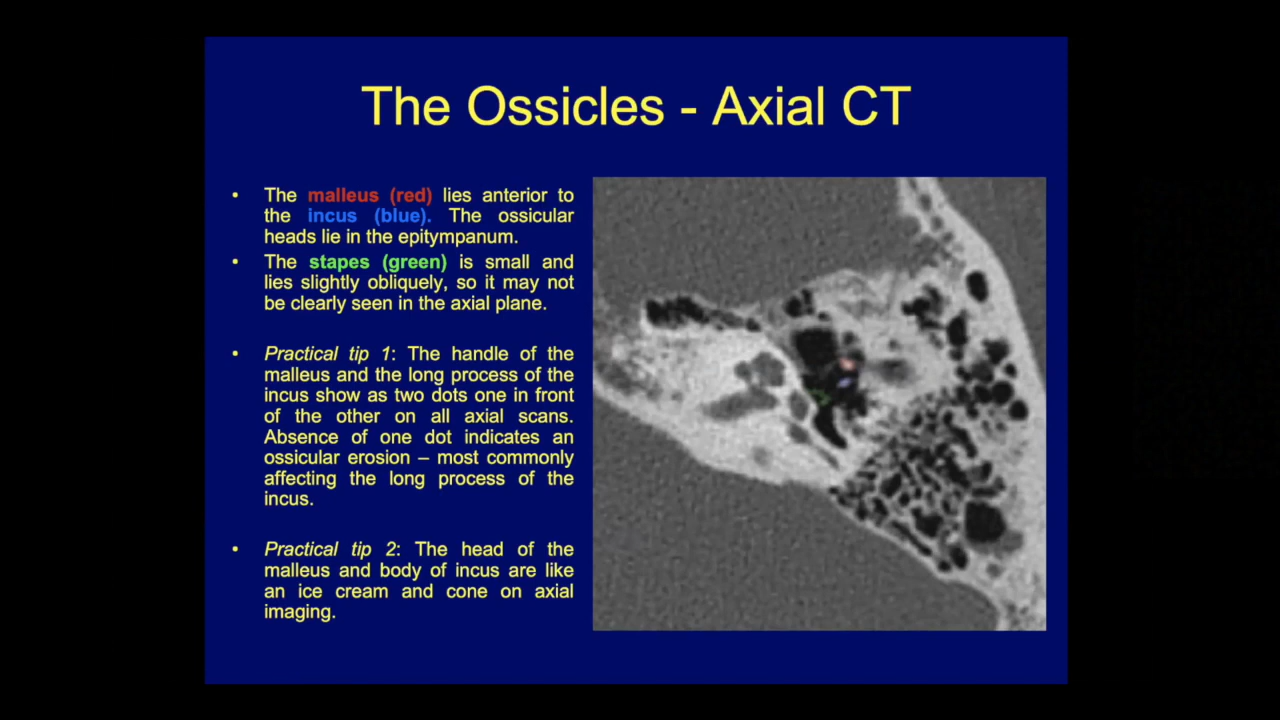 The Ossicles - Axial CT
• The malleus (red) lies anterior to
the incus (blue). The ossicular
heads lie in the epitympanum.
• The stapes (green) is small and
lies slightly obliquely, so it may not
be clearly seen in the axial plane.
• Practical tip 1: The handle of the
malleus and the long process of the
incus show as two dots one in front
of the other on all axial scans.
Absence of one dot indicates an
ossicular erosion – most commonly
affecting the long process of the
incus.
• Practical tip 2: The head of the
malleus and body of incus are like
an ice cream and cone on axial
imaging.